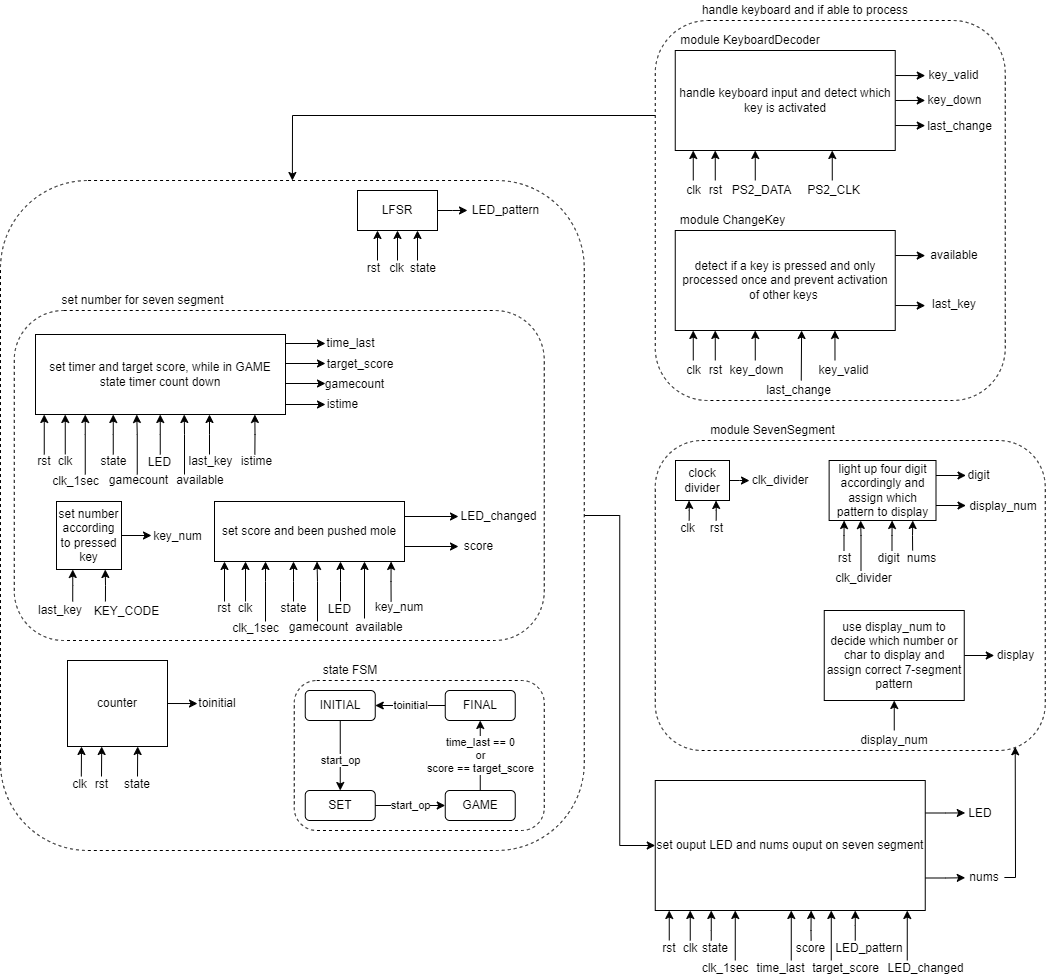 handle keyboard and if able to process
module KeyboardDecoder
handle keyboard input and detect which
key is activated
key_valid
key_down
last_change
clk rst PS2_DATA PS2_CLK
module ChangeKey
detect if a key is pressed and only
processed once and prevent activation
of other keys
available
last_key
clk rst key_down key_valid
last_change
LFSR
LED_pattern
rst clk state
set number for seven segment
set timer and target score, while in GAME
state timer count down
time_last
target_score
gamecount
istime
rst clk state LED last_key istime
clk_1sec gamecount available
set number
according
to pressed
key
key_num
last_key KEY_CODE
set score and been pushed mole
LED_changed
score
rst clk state LED key_num
clk_1sec gamecount available
counter
toinitial
clk rst state
state FSM
INITIAL
toinitial
FINAL
start_op
time_last == 0
or
score == target_score
SET
start_op
GAME
module SevenSegment
clock
divider
clk_divider
clk rst
light up four digit
accordingly and
assign which
pattern to display
digit
display_num
rst digit nums
clk_divider
use display_num to
decide which number or
char to display and
assign correct 7-segment
pattern
display
display_num
set ouput LED and nums ouput on seven segment
LED
nums
rst clk state score LED_pattern
clk_1sec time_last target_score LED_changed